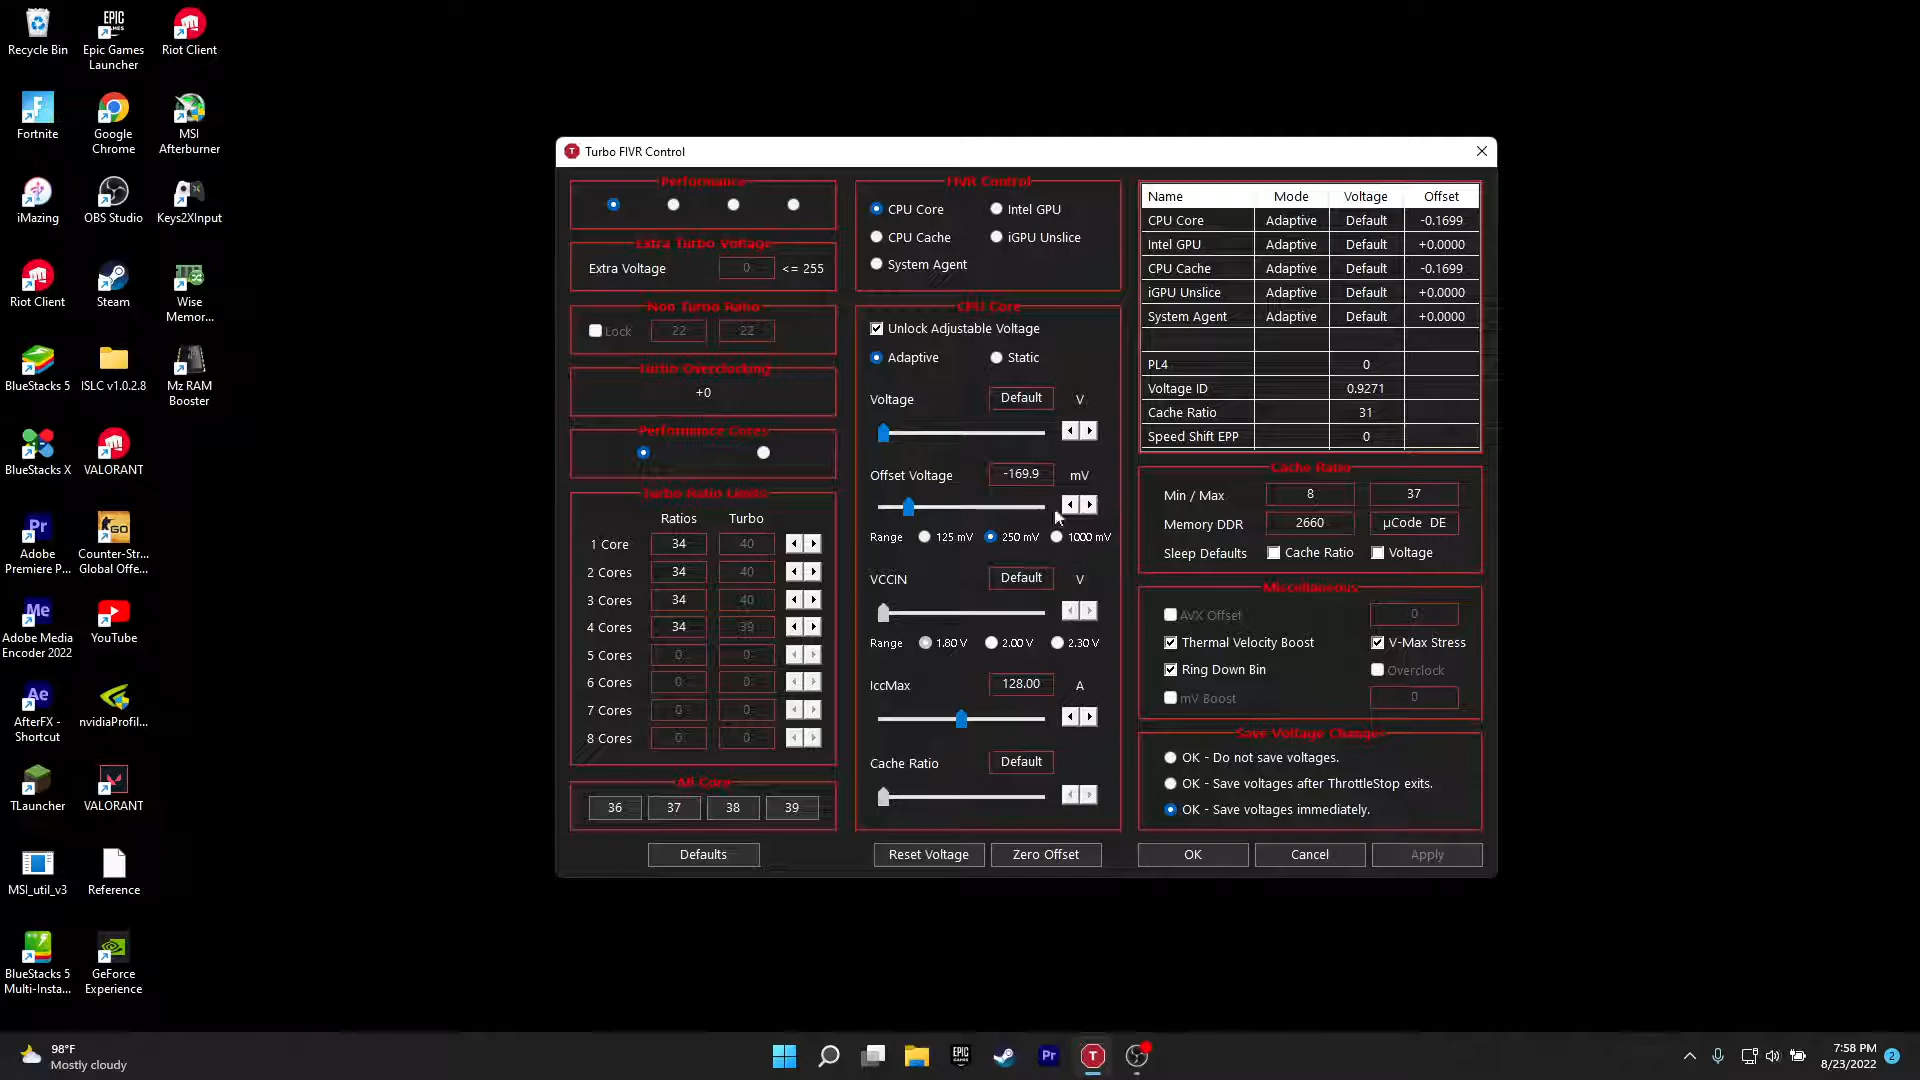 Recycle Bin
Epic Games
Launcher
Riot Client
Fortnite
Google
Chrome
MSI
Afterburner
iMazing
OBS Studio
Keys2XInput
Riot Client
Steam
Wise
Memor...
BlueStacks 5
ISLC v1.0.2.8
Mz RAM
Booster
BlueStacks X
VALORANT
Adobe
Premiere P...
Counter-Str...
Global Offe...
Adobe Media
Encoder 2022
YouTube
AfterFX -
Shortcut
nvidiaProfil...
TLauncher
VALORANT
MSI_util_v3
Reference
BlueStacks 5
Multi-Insta...
GeForce
Experience
Turbo FIVR Control
Performance
Extra Turbo Voltage
Extra Voltage 0 <= 255
Non Turbo Ratio
Lock 22 22
Turbo Overclocking
+0
Performance Cores
Turbo Ratio Limits
Ratios Turbo
1 Core 34 40
2 Cores 34 40
3 Cores 34 40
4 Cores 34 39
5 Cores 0 0
6 Cores 0 0
7 Cores 0 0
8 Cores 0 0
All Core
36 37 38 39
Defaults
FIVR Control
CPU Core Intel GPU
CPU Cache iGPU Unslice
System Agent
CPU Core
Unlock Adjustable Voltage
Adaptive Static
Voltage Default V
Offset Voltage -169.9 mV
Range 125 mV 250 mV 1000 mV
VCCIN Default V
Range 1.80 V 2.00 V 2.30 V
IccMax 128.00 A
Cache Ratio Default
Reset Voltage Zero Offset
Name Mode Voltage Offset
CPU Core Adaptive Default -0.1699
Intel GPU Adaptive Default +0.0000
CPU Cache Adaptive Default -0.1699
iGPU Unslice Adaptive Default +0.0000
System Agent Adaptive Default +0.0000
PL4 0
Voltage ID 0.9271
Cache Ratio 31
Speed Shift EPP 0
Cache Ratio
Min / Max 8 37
Memory DDR 2660 µCode DE
Sleep Defaults Cache Ratio Voltage
Miscellaneous
AVX Offset 0
Thermal Velocity Boost V-Max Stress
Ring Down Bin Overclock
mV Boost 0
Save Voltage Changes
OK - Do not save voltages.
OK - Save voltages after ThrottleStop exits.
OK - Save voltages immediately.
OK Cancel Apply
98°F
Mostly cloudy
EPIC
GAMES
Pr
7:58 PM
8/23/2022
2